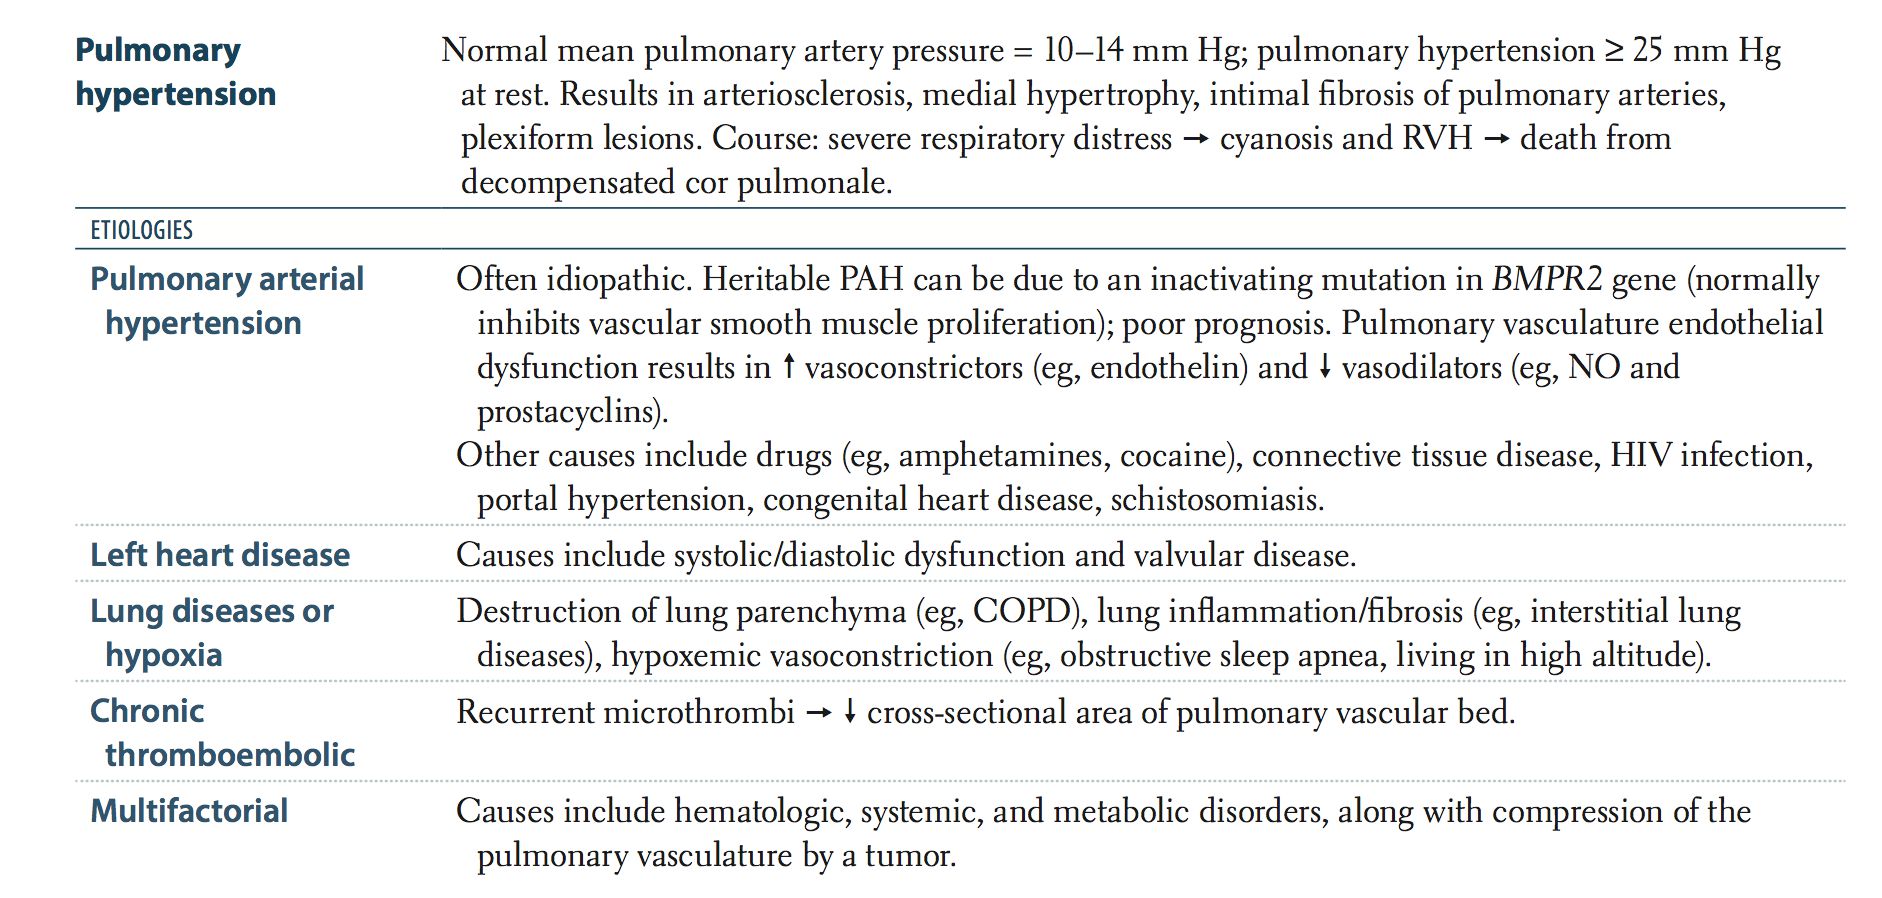 Pulmonary
hypertension
Normal mean pulmonary artery pressure = 10–14 mm Hg; pulmonary hypertension ≥ 25 mm Hg
at rest. Results in arteriosclerosis, medial hypertrophy, intimal fibrosis of pulmonary arteries,
plexiform lesions. Course: severe respiratory distress → cyanosis and RVH → death from
decompensated cor pulmonale.
ETIOLOGIES
Pulmonary arterial
hypertension
Often idiopathic. Heritable PAH can be due to an inactivating mutation in BMPR2 gene (normally
inhibits vascular smooth muscle proliferation); poor prognosis. Pulmonary vasculature endothelial
dysfunction results in ↑ vasoconstrictors (eg, endothelin) and ↓ vasodilators (eg, NO and
prostacyclins).
Other causes include drugs (eg, amphetamines, cocaine), connective tissue disease, HIV infection,
portal hypertension, congenital heart disease, schistosomiasis.
Left heart disease
Causes include systolic/diastolic dysfunction and valvular disease.
Lung diseases or
hypoxia
Destruction of lung parenchyma (eg, COPD), lung inflammation/fibrosis (eg, interstitial lung
diseases), hypoxemic vasoconstriction (eg, obstructive sleep apnea, living in high altitude).
Chronic
thromboembolic
Recurrent microthrombi → ↓ cross-sectional area of pulmonary vascular bed.
Multifactorial
Causes include hematologic, systemic, and metabolic disorders, along with compression of the
pulmonary vasculature by a tumor.